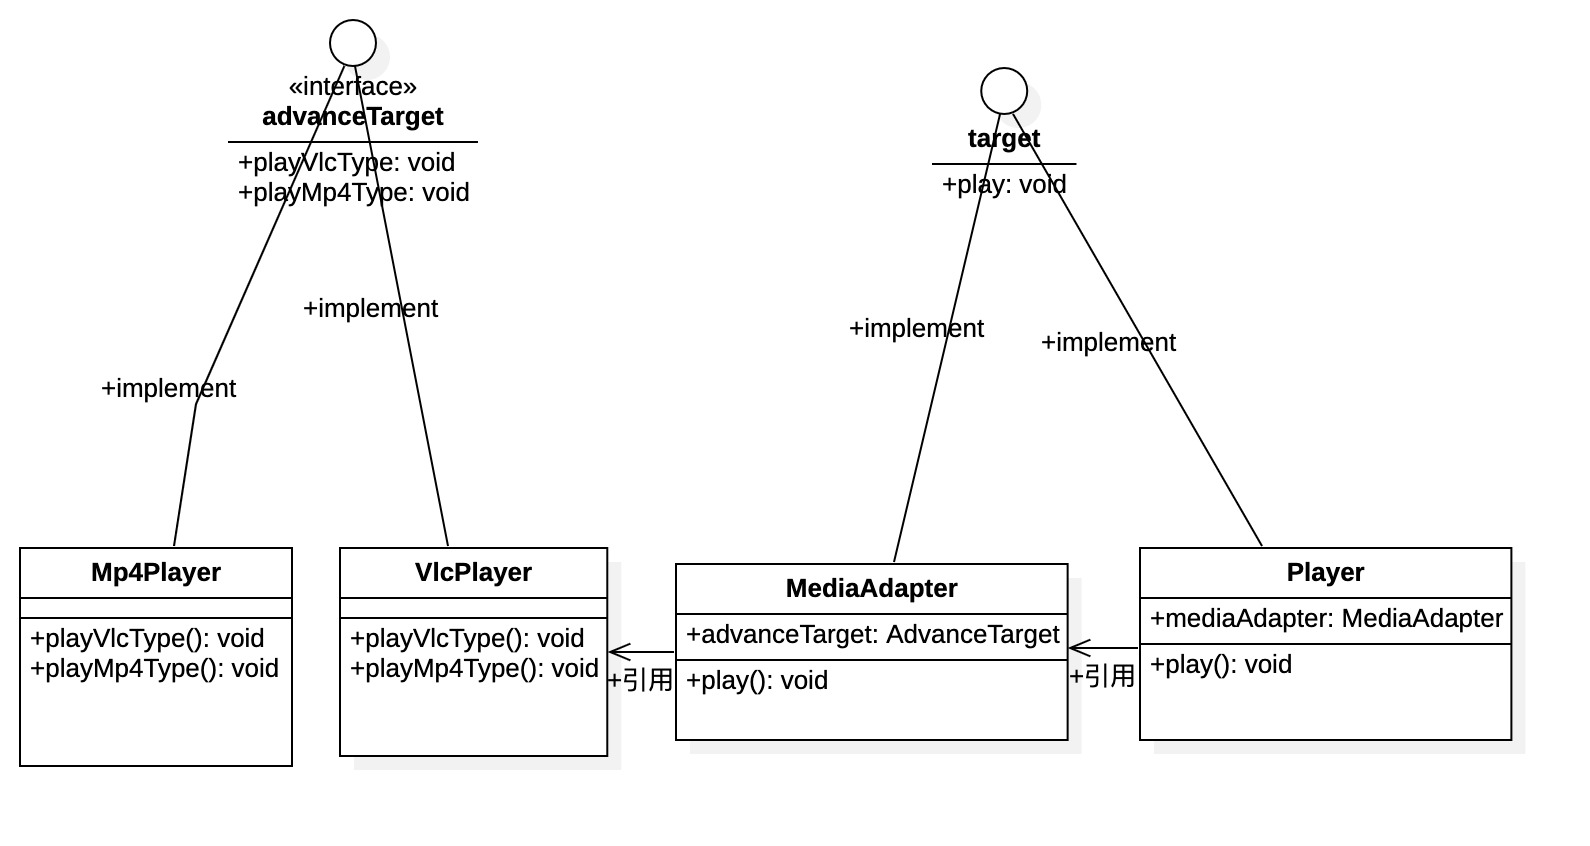 «interface»
advanceTarget
+playVlcType: void
+playMp4Type: void
target
+play: void
+implement
+implement
+implement
+implement
Mp4Player
+playVlcType(): void
+playMp4Type(): void
VlcPlayer
+playVlcType(): void
+playMp4Type(): void
+引用
MediaAdapter
+advanceTarget: AdvanceTarget
+play(): void
+引用
Player
+mediaAdapter: MediaAdapter
+play(): void